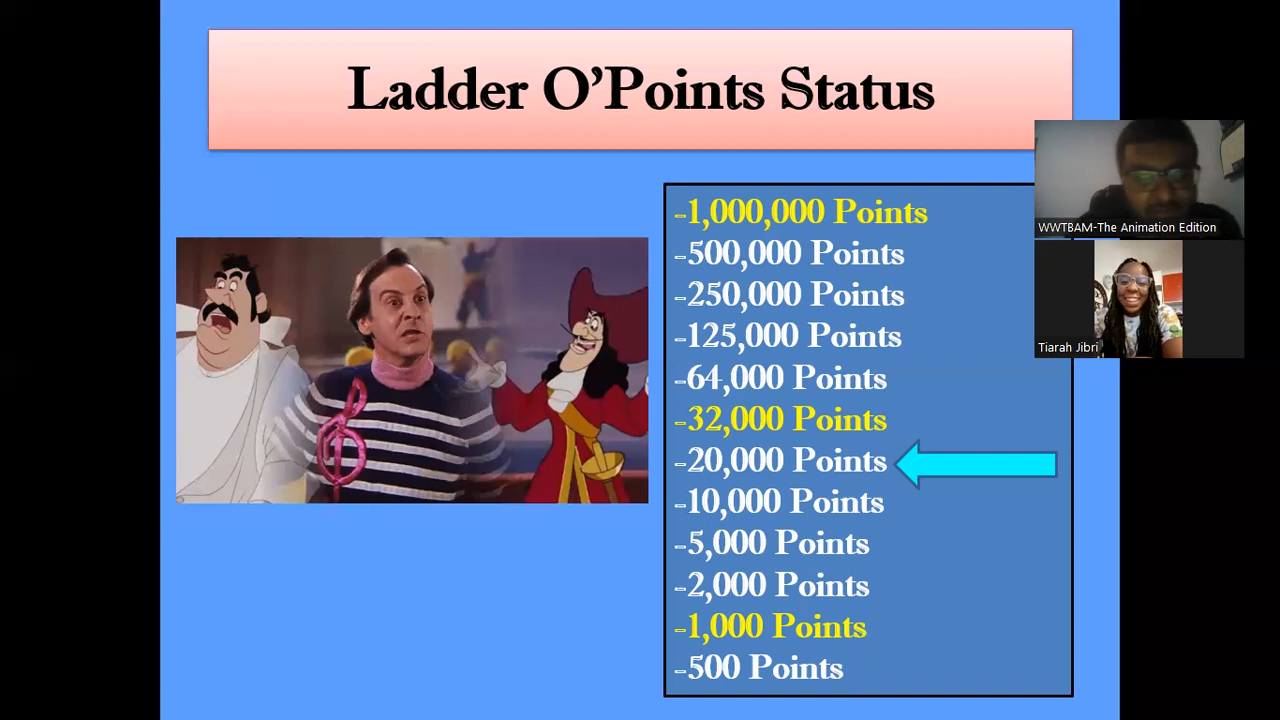 Ladder O'Points Status
-1,000,000 Points
-500,000 Points
-250,000 Points
-125,000 Points
-64,000 Points
-32,000 Points
-20,000 Points
-10,000 Points
-5,000 Points
-2,000 Points
-1,000 Points
-500 Points
WWTBAM-The Animation Edition
Tiarah Jibri